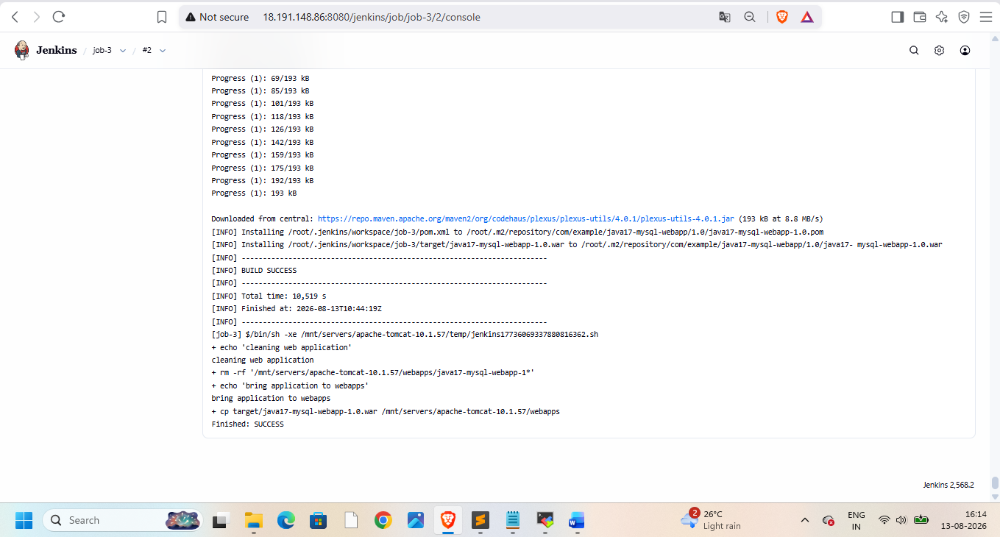 Not secure 18.191.148.86:8080/jenkins/job/job-3/2/console
Jenkins / job-3 / #2
Progress (1): 69/193 kB
Progress (1): 85/193 kB
Progress (1): 101/193 kB
Progress (1): 118/193 kB
Progress (1): 126/193 kB
Progress (1): 142/193 kB
Progress (1): 159/193 kB
Progress (1): 175/193 kB
Progress (1): 192/193 kB
Progress (1): 193 kB
Downloaded from central: https://repo.maven.apache.org/maven2/org/codehaus/plexus/plexus-utils/4.0.1/plexus-utils-4.0.1.jar (193 kB at 8.8 MB/s)
[INFO] Installing /root/.jenkins/workspace/job-3/pom.xml to /root/.m2/repository/com/example/java17-mysql-webapp/1.0/java17-mysql-webapp-1.0.pom
[INFO] Installing /root/.jenkins/workspace/job-3/target/java17-mysql-webapp-1.0.war to /root/.m2/repository/com/example/java17-mysql-webapp/1.0/java17- mysql-webapp-1.0.war
[INFO] ------------------------------------------------------------------------
[INFO] BUILD SUCCESS
[INFO] ------------------------------------------------------------------------
[INFO] Total time: 10,519 s
[INFO] Finished at: 2026-08-13T10:44:19Z
[INFO] ------------------------------------------------------------------------
[job-3] $/bin/sh -xe /mnt/servers/apache-tomcat-10.1.57/temp/jenkins17736069337880816362.sh
+ echo 'cleaning web application'
cleaning web application
+ rm -rf '/mnt/servers/apache-tomcat-10.1.57/webapps/java17-mysql-webapp-1*'
+ echo 'bring application to webapps'
bring application to webapps
+ cp target/java17-mysql-webapp-1.0.war /mnt/servers/apache-tomcat-10.1.57/webapps
Finished: SUCCESS
Jenkins 2,568.2
Search
2
26°C
Light rain
ENG
IN
16:14
13-08-2026